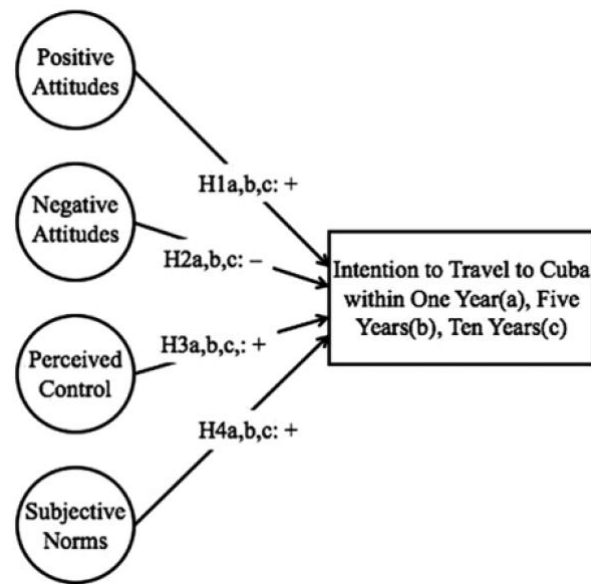 Positive
Attitudes
H1a,b,c: +
Negative
Attitudes
H2a,b,c: –
Intention to Travel to Cuba
within One Year(a), Five
Years(b), Ten Years(c)
H3a,b,c,: +
Perceived
Control
H4a,b,c: +
Subjective
Norms